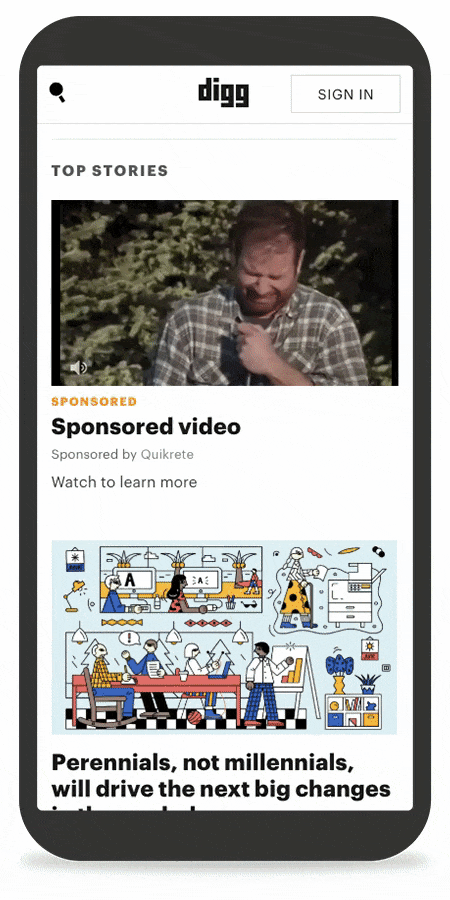 digg
SIGN IN
TOP STORIES
SPONSORED
Sponsored video
Sponsored by Quikrete
Watch to learn more
A
A
!
Perennials, not millennials,
will drive the next big changes